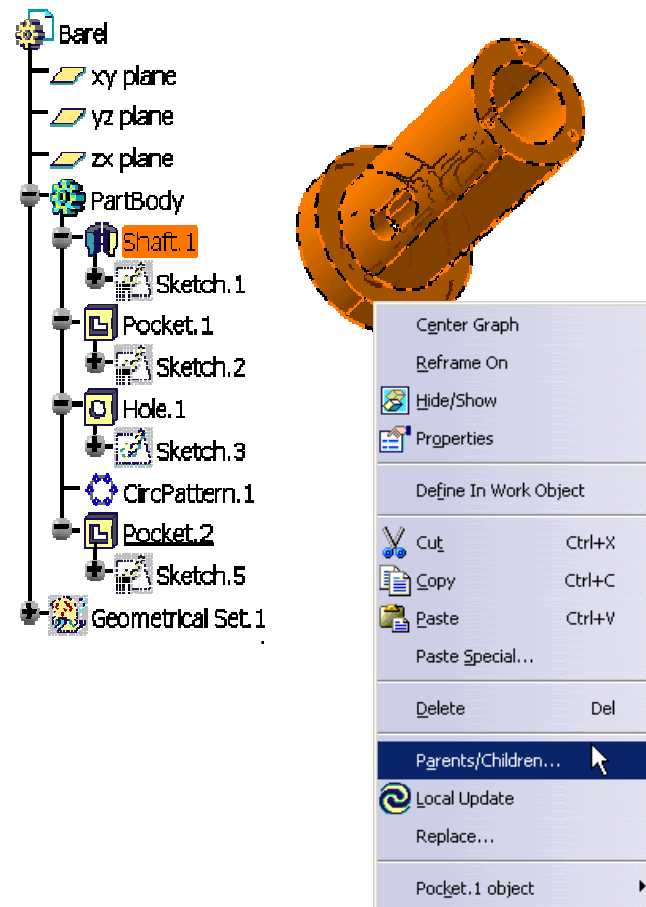 Barel
xy plane
yz plane
zx plane
PartBody
Shaft.1
Sketch.1
Pocket.1
Sketch.2
Hole.1
Sketch.3
CircPattern.1
Pocket.2
Sketch.5
Geometrical Set.1
Center Graph
Reframe On
Hide/Show
Properties
Define In Work Object
Cut Ctrl+X
Copy Ctrl+C
Paste Ctrl+V
Paste Special...
Delete Del
Parents/Children...
Local Update
Replace...
Pocket.1 object